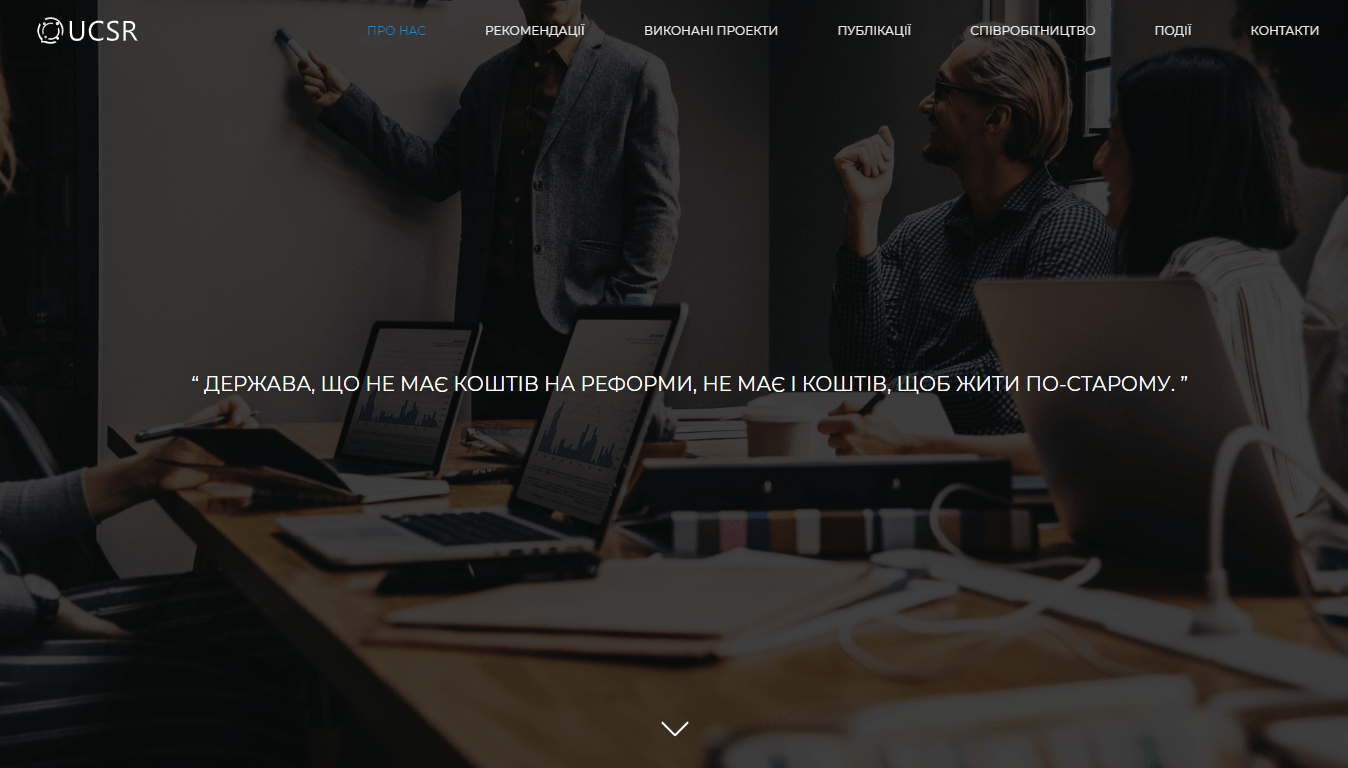 UCSR
ПРО НАС
РЕКОМЕНДАЦІЇ
ВИКОНАНІ ПРОЕКТИ
ПУБЛІКАЦІЇ
СПІВРОБІТНИЦТВО
ПОДІЇ
КОНТАКТИ
“ ДЕРЖАВА, ЩО НЕ МАЄ КОШТІВ НА РЕФОРМИ, НЕ МАЄ І КОШТІВ, ЩОБ ЖИТИ ПО-СТАРОМУ. ”